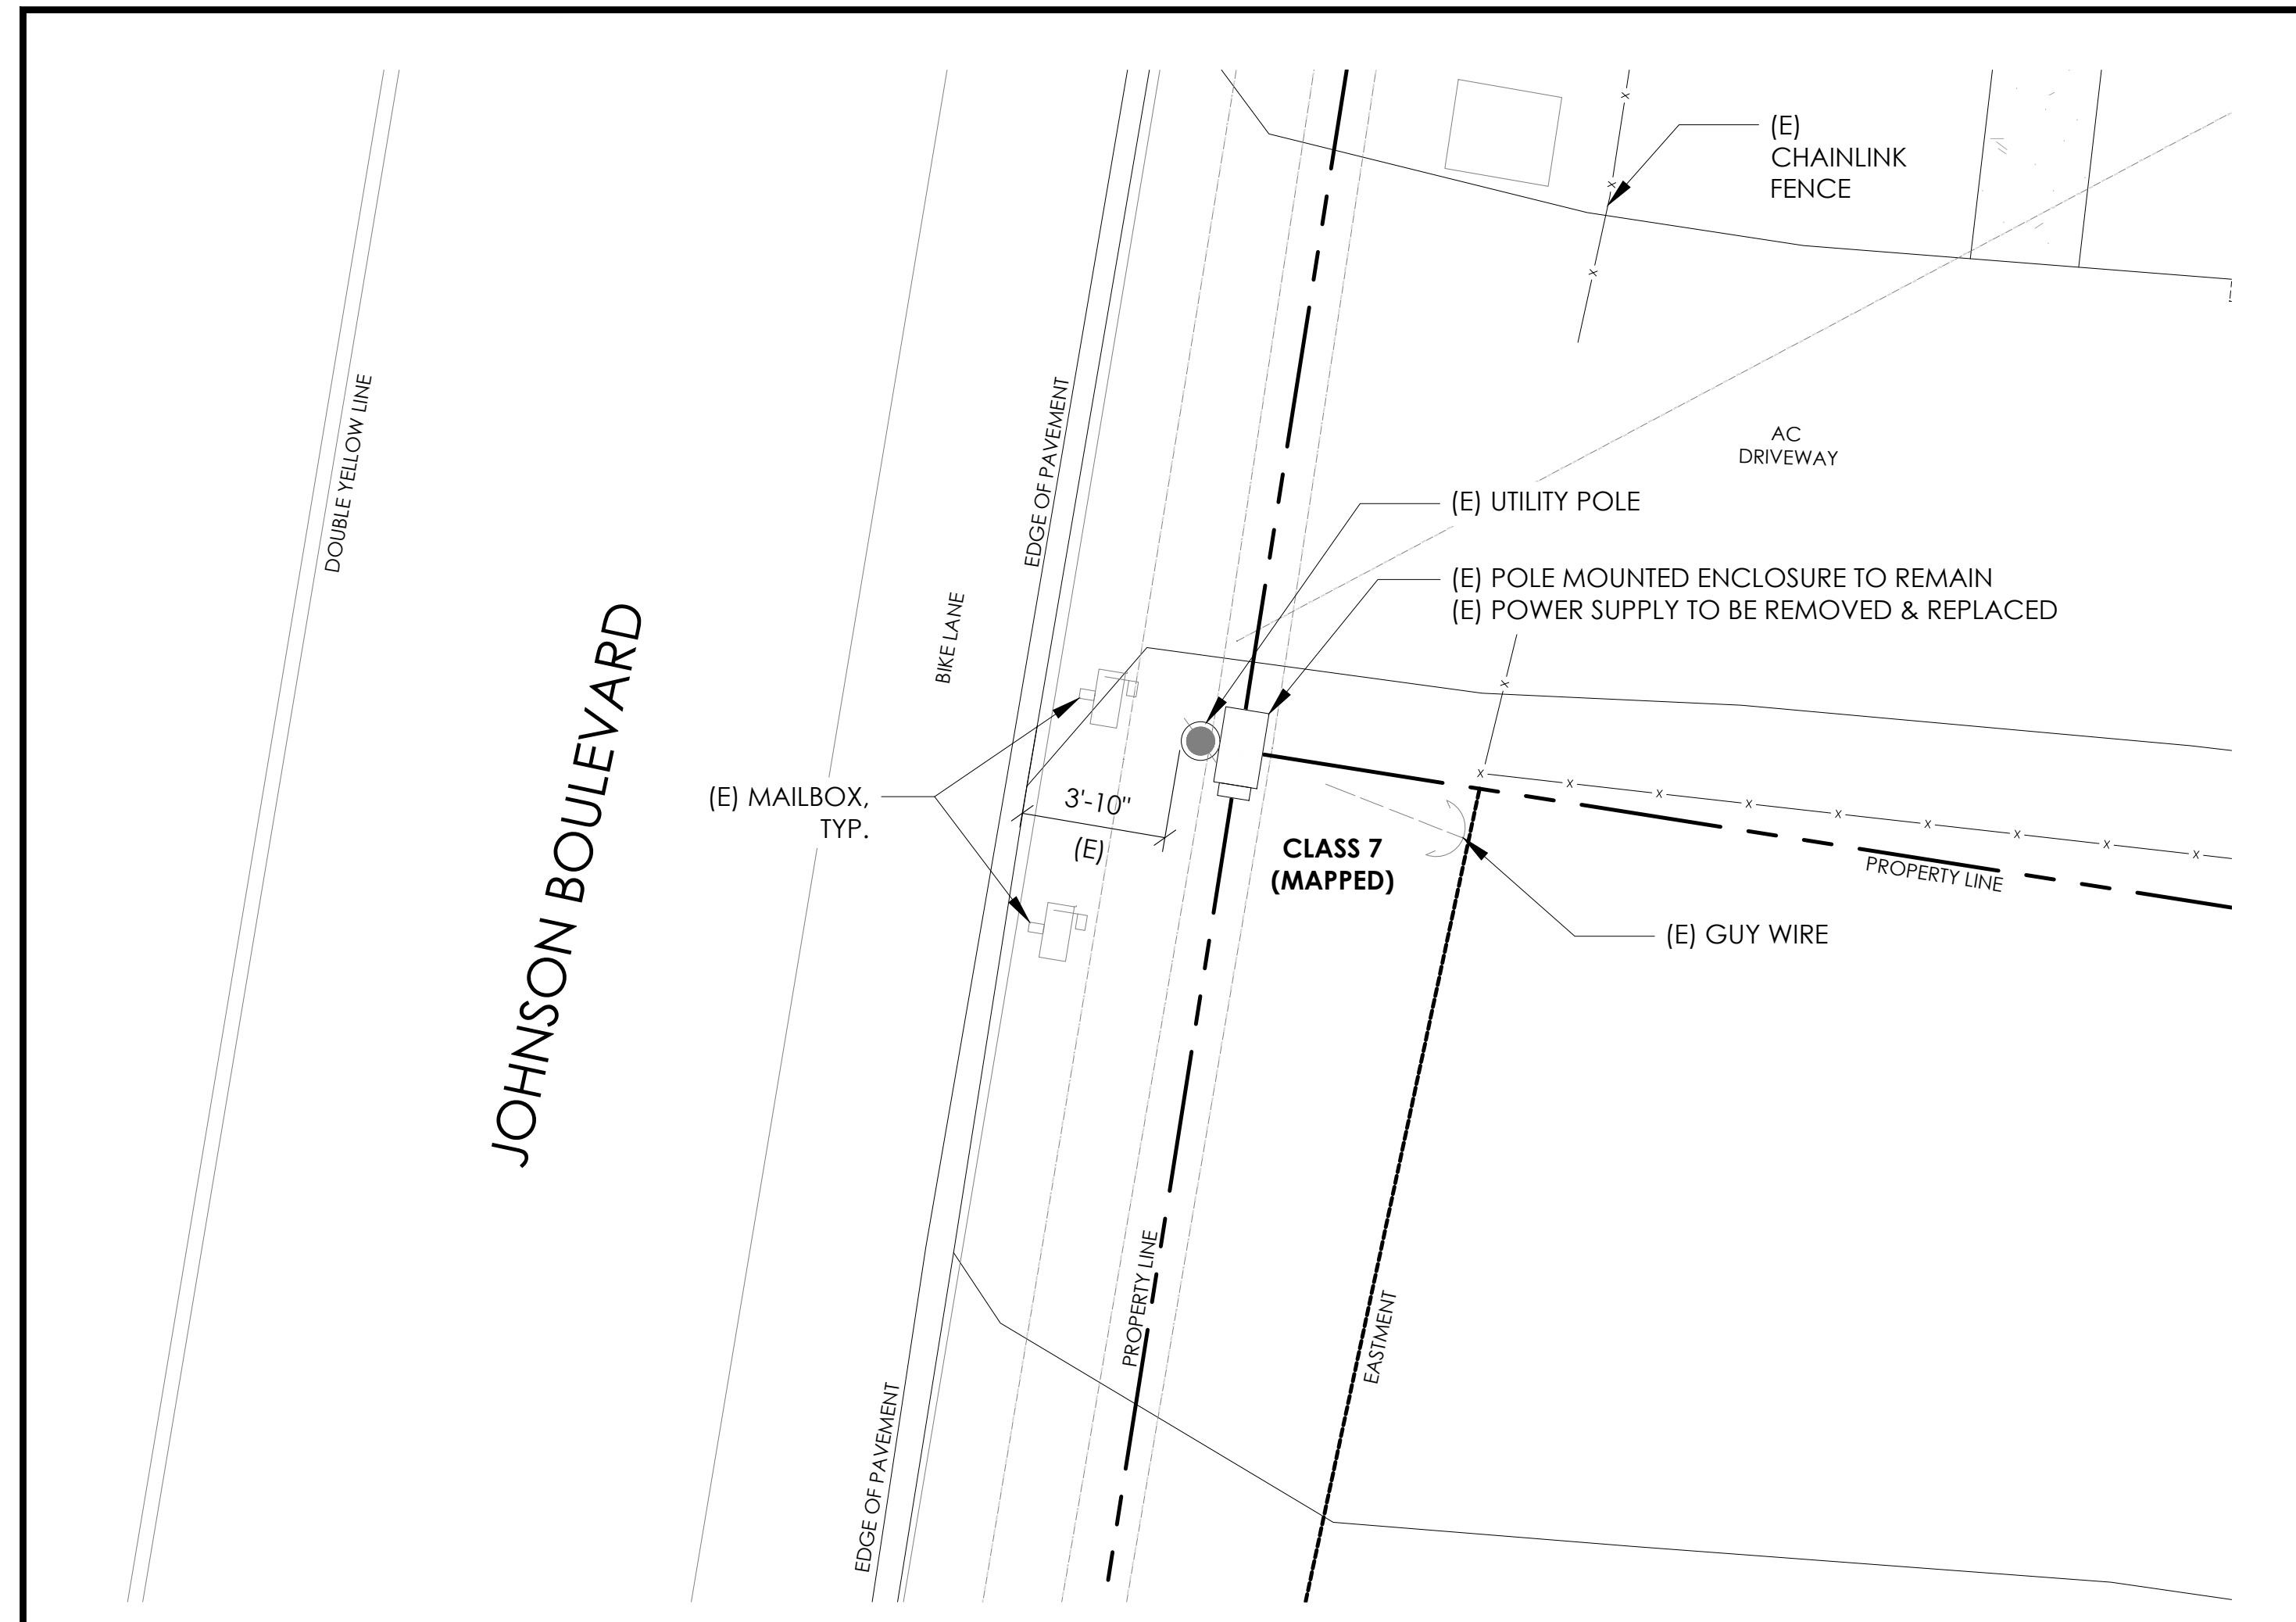 (E)
CHAINLINK
FENCE
DOUBLE YELLOW LINE
EDGE OF PAVEMENT
AC
DRIVEWAY
(E) UTILITY POLE
(E) POLE MOUNTED ENCLOSURE TO REMAIN
(E) POWER SUPPLY TO BE REMOVED & REPLACED
BIKE LANE
JOHNSON BOULEVARD
(E) MAILBOX,
TYP.
3'-10"
(E)
CLASS 7
(MAPPED)
PROPERTY LINE
(E) GUY WIRE
PROPERTY LINE
EASTMENT
EDGE OF PAVEMENT